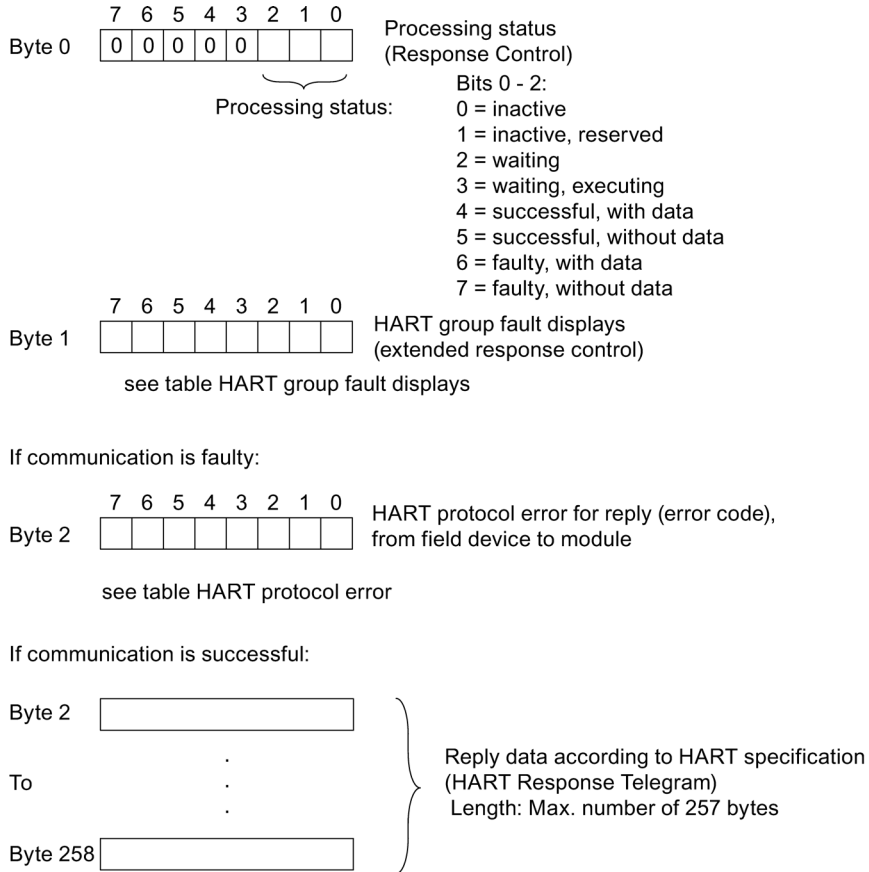 7 6 5 4 3 2 1 0
Byte 0 0 0 0 0 0 Processing status
(Response Control)
Processing status: Bits 0 - 2:
0 = inactive
1 = inactive, reserved
2 = waiting
3 = waiting, executing
4 = successful, with data
5 = successful, without data
6 = faulty, with data
7 = faulty, without data
7 6 5 4 3 2 1 0
Byte 1 HART group fault displays
(extended response control)
see table HART group fault displays
If communication is faulty:
7 6 5 4 3 2 1 0
Byte 2 HART protocol error for reply (error code),
from field device to module
see table HART protocol error
If communication is successful:
Byte 2
To
Byte 258
Reply data according to HART specification
(HART Response Telegram)
Length: Max. number of 257 bytes